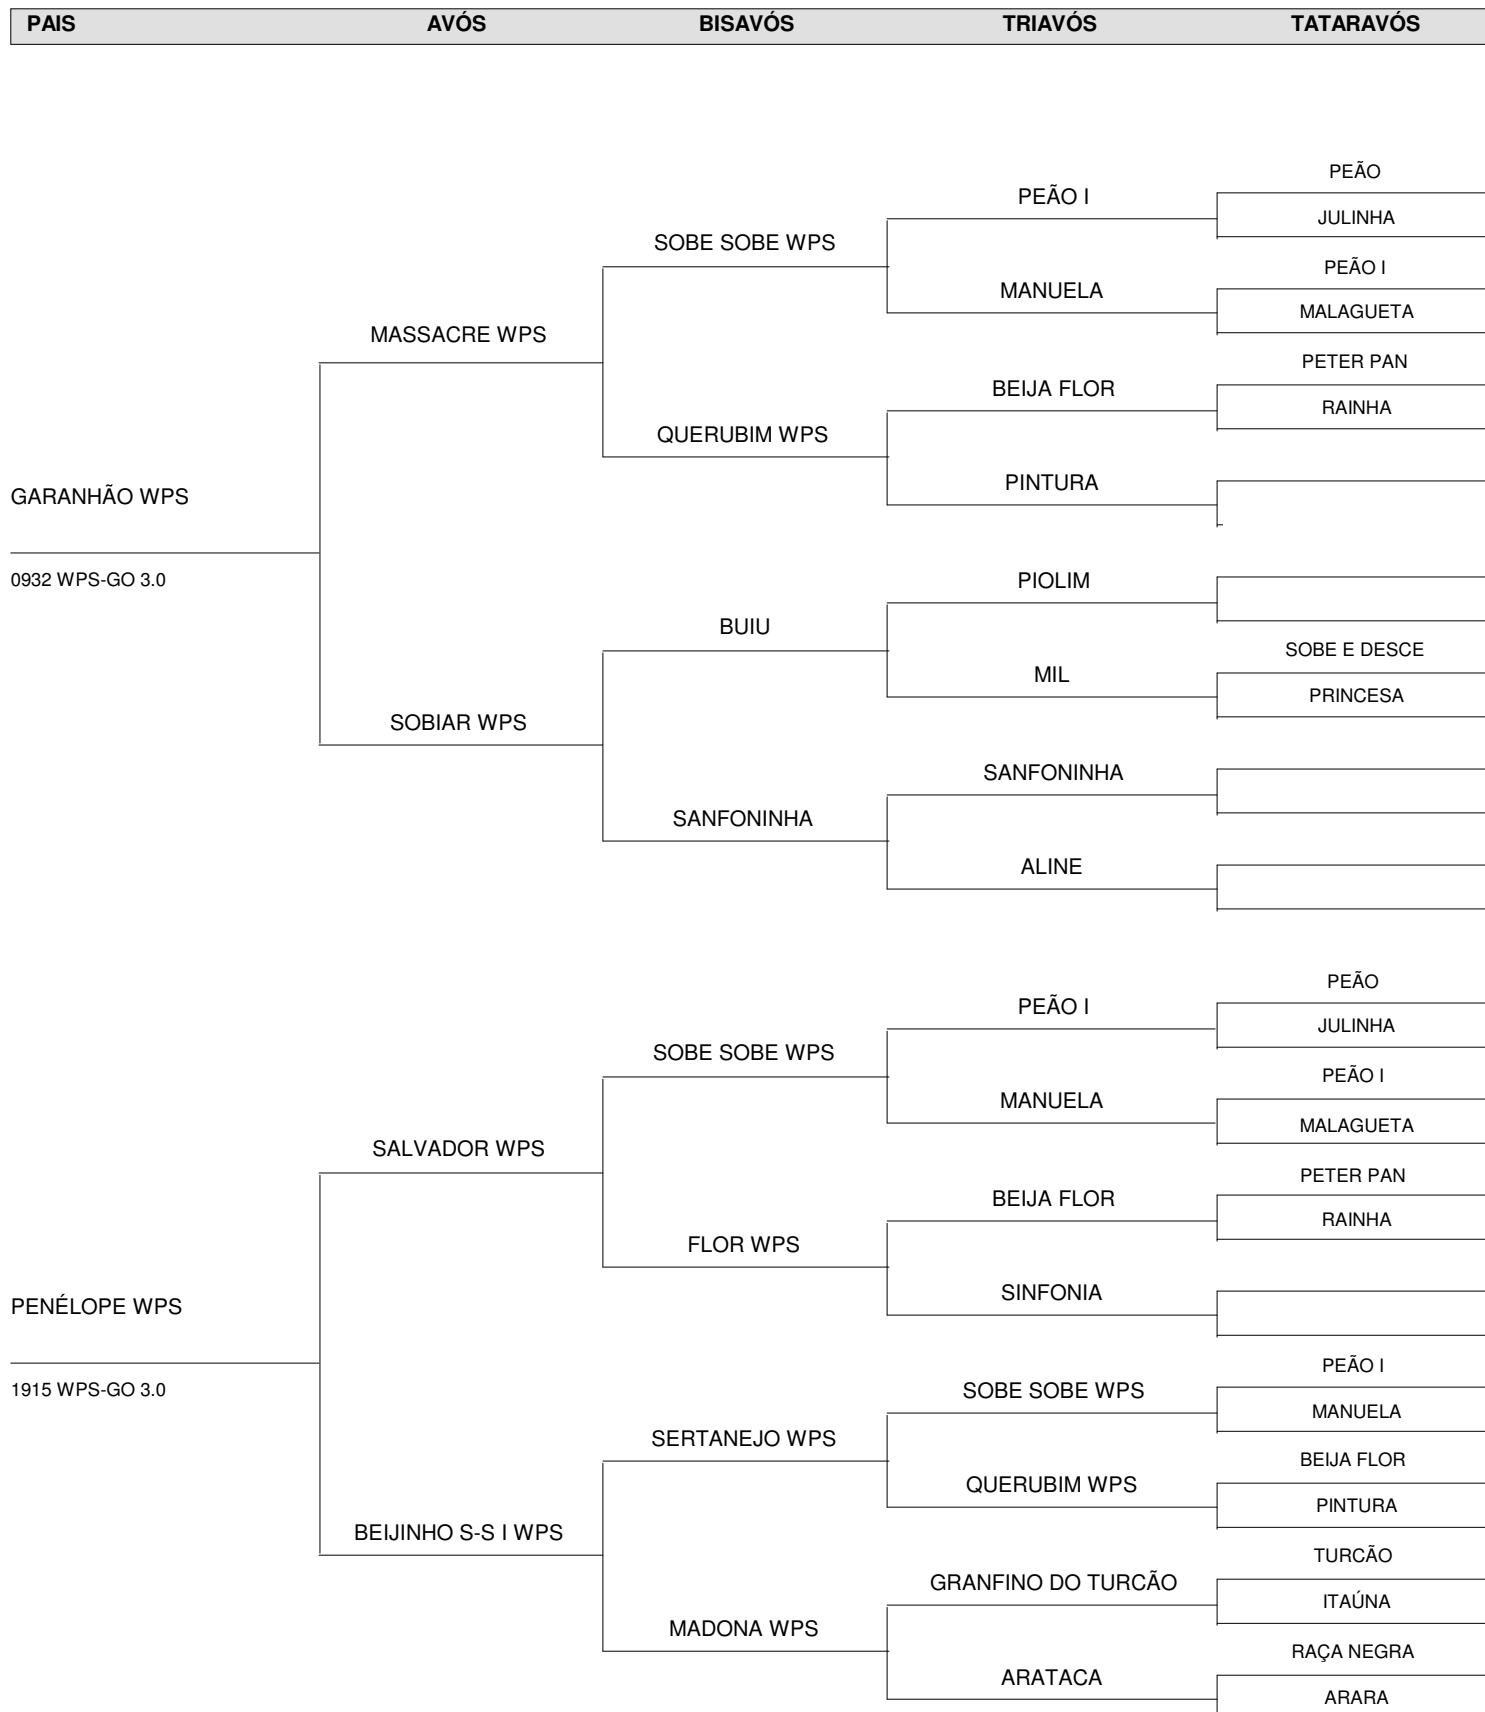 PAIS AVÓS BISAVÓS TRIAVÓS TATARAVÓS
PEÃO
PEÃO I
JULINHA
SOBE SOBE WPS
PEÃO I
MANUELA
MALAGUETA
MASSACRE WPS
PETER PAN
BEIJA FLOR
RAINHA
QUERUBIM WPS
PINTURA
GARANHÃO WPS
0932 WPS-GO 3.0
PIOLIM
BUIU
SOBE E DESCE
MIL
PRINCESA
SOBIAR WPS
SANFONINHA
SANFONINHA
ALINE
PEÃO
PEÃO I
JULINHA
SOBE SOBE WPS
PEÃO I
MANUELA
MALAGUETA
SALVADOR WPS
PETER PAN
BEIJA FLOR
RAINHA
FLOR WPS
SINFONIA
PENÉLOPE WPS
PEÃO I
1915 WPS-GO 3.0
SOBE SOBE WPS
MANUELA
SERTANEJO WPS
BEIJA FLOR
QUERUBIM WPS
PINTURA
BEIJINHO S-S I WPS
TURCÃO
GRANFINO DO TURCÃO
ITAÚNA
MADONA WPS
RAÇA NEGRA
ARATACA
ARARA